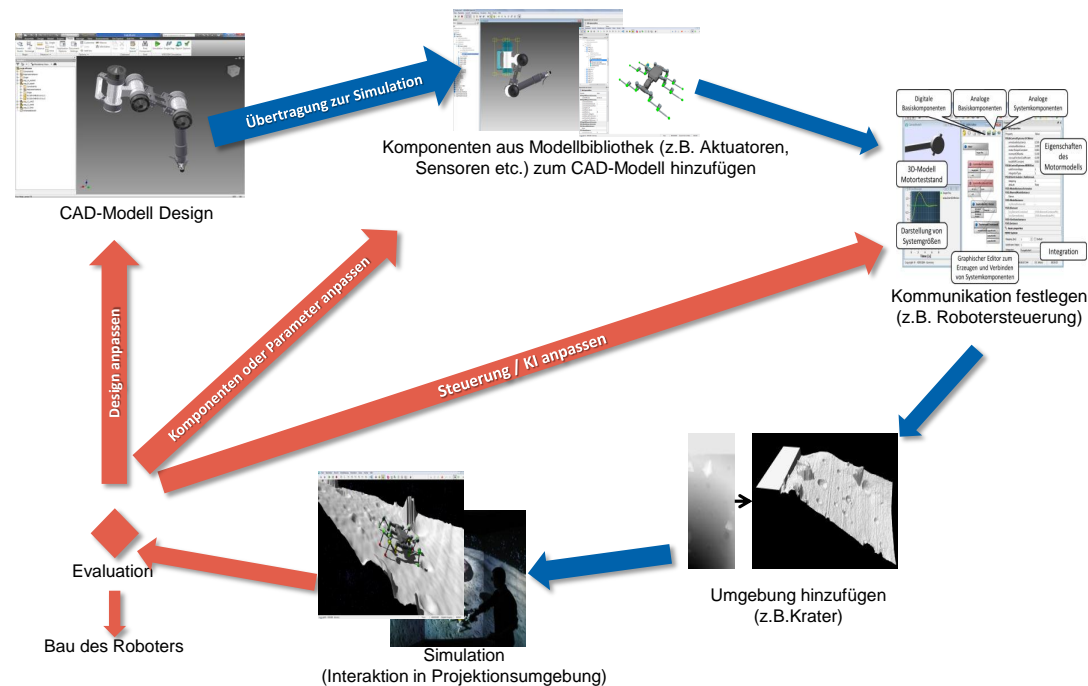 Übertragung zur Simulation
CAD-Modell Design
Komponenten aus Modellbibliothek (z.B. Aktuatoren,
Sensoren etc.) zum CAD-Modell hinzufügen
Digitale
Basiskomponenten
Analoge
Basiskomponenten
Analoge
Systemkomponenten
Eigenschaften
des
Motormodells
3D-Modell
Motorteststand
Darstellung von
Systemgrößen
Integration
Graphischer Editor zum
Erzeugen und Verbinden
von Systemkomponenten
Kommunikation festlegen
(z.B. Robotersteuerung)
Design anpassen
Komponenten oder Parameter anpassen
Steuerung / KI anpassen
Evaluation
Bau des Roboters
Umgebung hinzufügen
(z.B.Krater)
Simulation
(Interaktion in Projektionsumgebung)